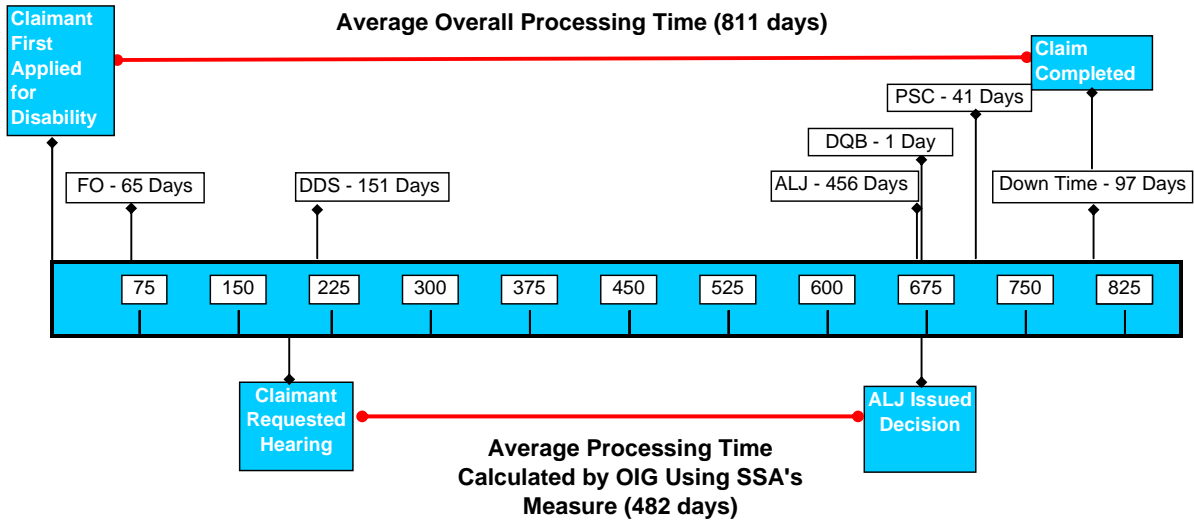 Average Overall Processing Time (811 days)
Claimant
First
Applied
for
Disability
Claim
Completed
PSC - 41 Days
DQB - 1 Day
FO - 65 Days
DDS - 151 Days
ALJ - 456 Days
Down Time - 97 Days
75
150
225
300
375
450
525
600
675
750
825
Claimant
Requested
Hearing
ALJ Issued
Decision
Average Processing Time
Calculated by OIG Using SSA's
Measure (482 days)